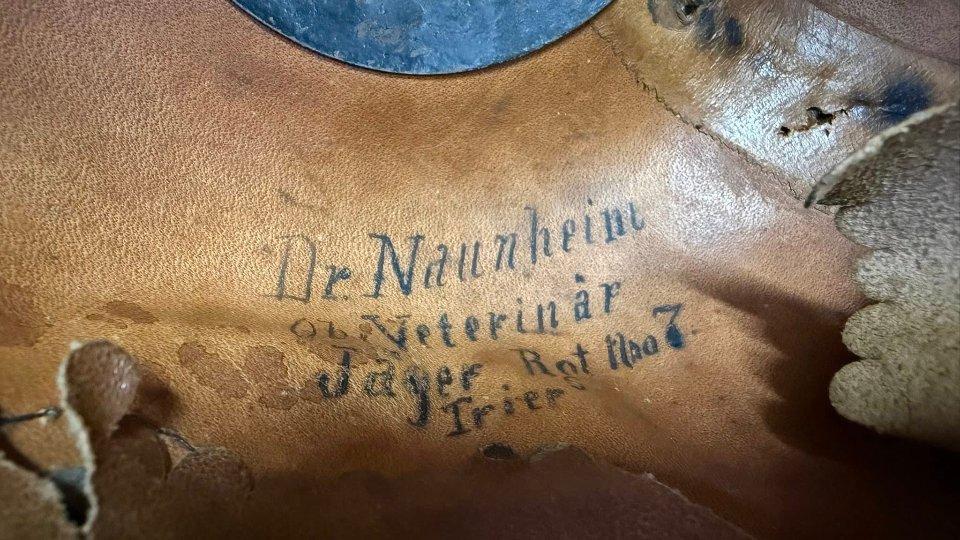 Dr. Naunheim
Ob. Veterinär
Jäger Rgt No 7.
Trier